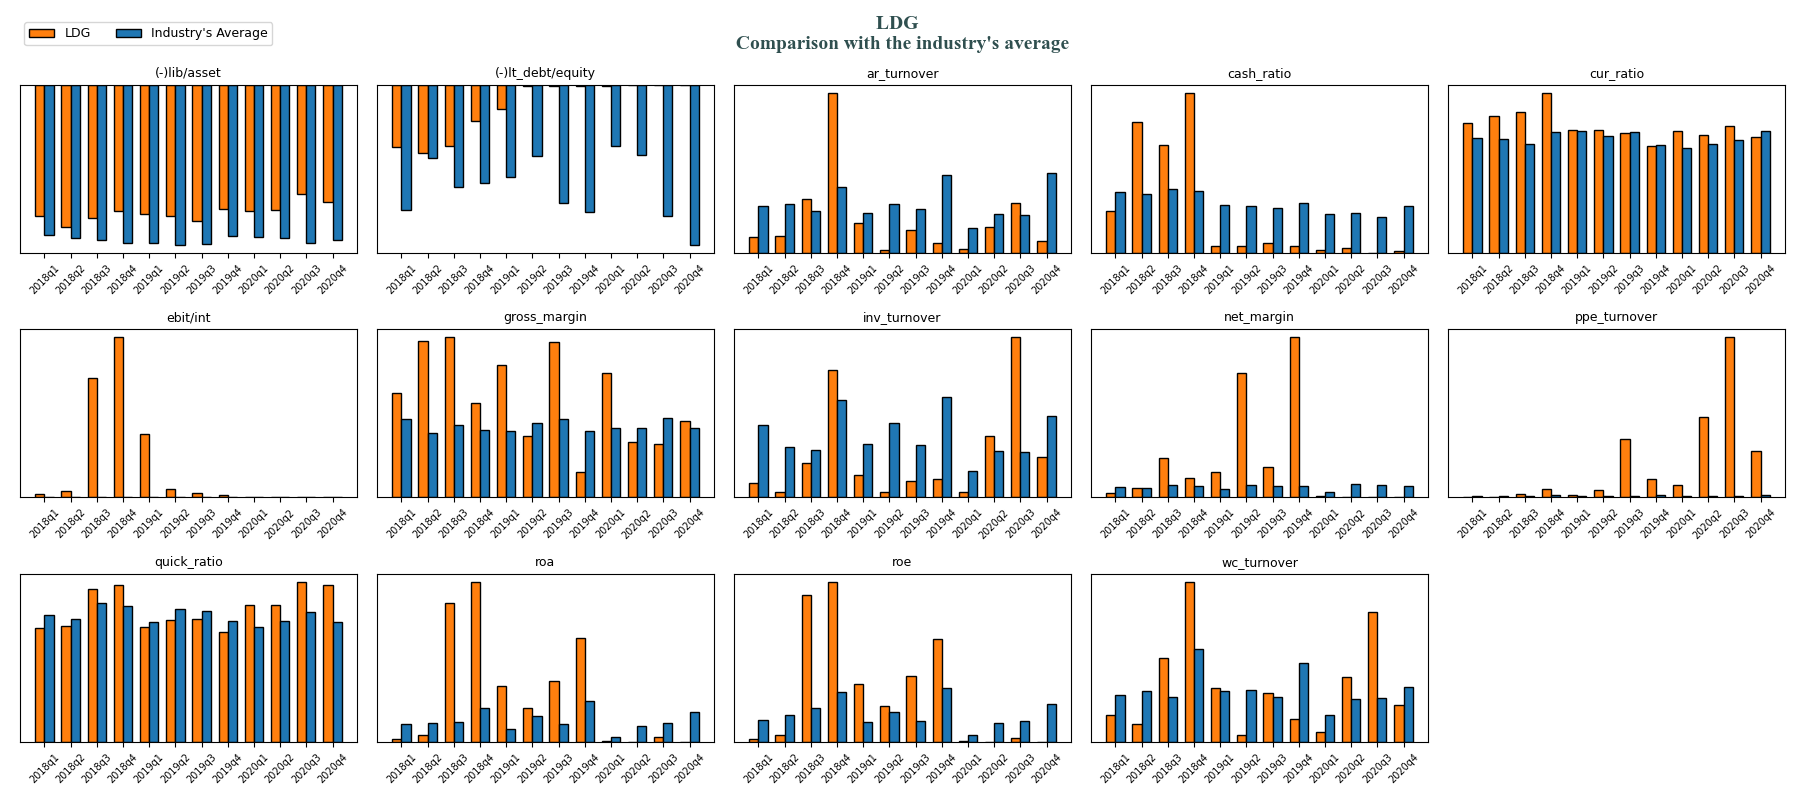 LDG
Comparison with the industry's average
LDG Industry's Average
(-)lib/asset
2018q1 2018q2 2018q3 2018q4 2019q1 2019q2 2019q3 2019q4 2020q1 2020q2 2020q3 2020q4
(-)lt_debt/equity
2018q1 2018q2 2018q3 2018q4 2019q1 2019q2 2019q3 2019q4 2020q1 2020q2 2020q3 2020q4
ar_turnover
2018q1 2018q2 2018q3 2018q4 2019q1 2019q2 2019q3 2019q4 2020q1 2020q2 2020q3 2020q4
cash_ratio
2018q1 2018q2 2018q3 2018q4 2019q1 2019q2 2019q3 2019q4 2020q1 2020q2 2020q3 2020q4
cur_ratio
2018q1 2018q2 2018q3 2018q4 2019q1 2019q2 2019q3 2019q4 2020q1 2020q2 2020q3 2020q4
ebit/int
2018q1 2018q2 2018q3 2018q4 2019q1 2019q2 2019q3 2019q4 2020q1 2020q2 2020q3 2020q4
gross_margin
2018q1 2018q2 2018q3 2018q4 2019q1 2019q2 2019q3 2019q4 2020q1 2020q2 2020q3 2020q4
inv_turnover
2018q1 2018q2 2018q3 2018q4 2019q1 2019q2 2019q3 2019q4 2020q1 2020q2 2020q3 2020q4
net_margin
2018q1 2018q2 2018q3 2018q4 2019q1 2019q2 2019q3 2019q4 2020q1 2020q2 2020q3 2020q4
ppe_turnover
2018q1 2018q2 2018q3 2018q4 2019q1 2019q2 2019q3 2019q4 2020q1 2020q2 2020q3 2020q4
quick_ratio
2018q1 2018q2 2018q3 2018q4 2019q1 2019q2 2019q3 2019q4 2020q1 2020q2 2020q3 2020q4
roa
2018q1 2018q2 2018q3 2018q4 2019q1 2019q2 2019q3 2019q4 2020q1 2020q2 2020q3 2020q4
roe
2018q1 2018q2 2018q3 2018q4 2019q1 2019q2 2019q3 2019q4 2020q1 2020q2 2020q3 2020q4
wc_turnover
2018q1 2018q2 2018q3 2018q4 2019q1 2019q2 2019q3 2019q4 2020q1 2020q2 2020q3 2020q4